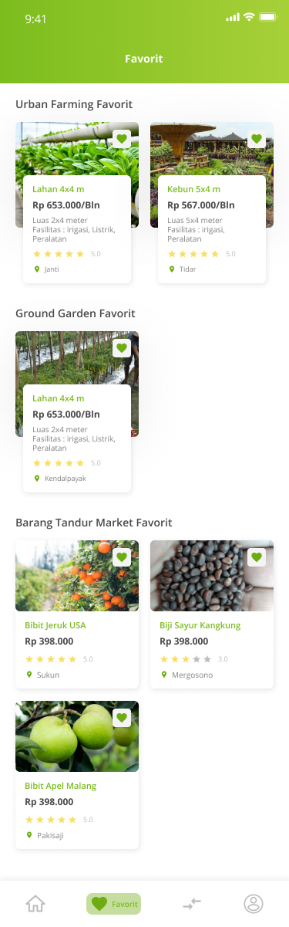 9:41
Favorit
Urban Farming Favorit
Lahan 4x4 m
Rp 653.000/Bln
Luas 2x4 meter
Fasilitas : irigasi, Listrik,
Peralatan
5.0
Janti
Kebun 5x4 m
Rp 567.000/Bln
Luas 5x4 meter
Fasilitas : irigasi, Listrik,
Peralatan
5.0
Tidar
Ground Garden Favorit
Lahan 4x4 m
Rp 653.000/Bln
Luas 2x4 meter
Fasilitas : irigasi, Listrik,
Peralatan
5.0
Kendalpayak
Barang Tandur Market Favorit
Bibit Jeruk USA
Rp 398.000
5.0
Sukun
Biji Sayur Kangkung
Rp 398.000
3.0
Mergosono
Bibit Apel Malang
Rp 398.000
5.0
Pakisaji
Favorit